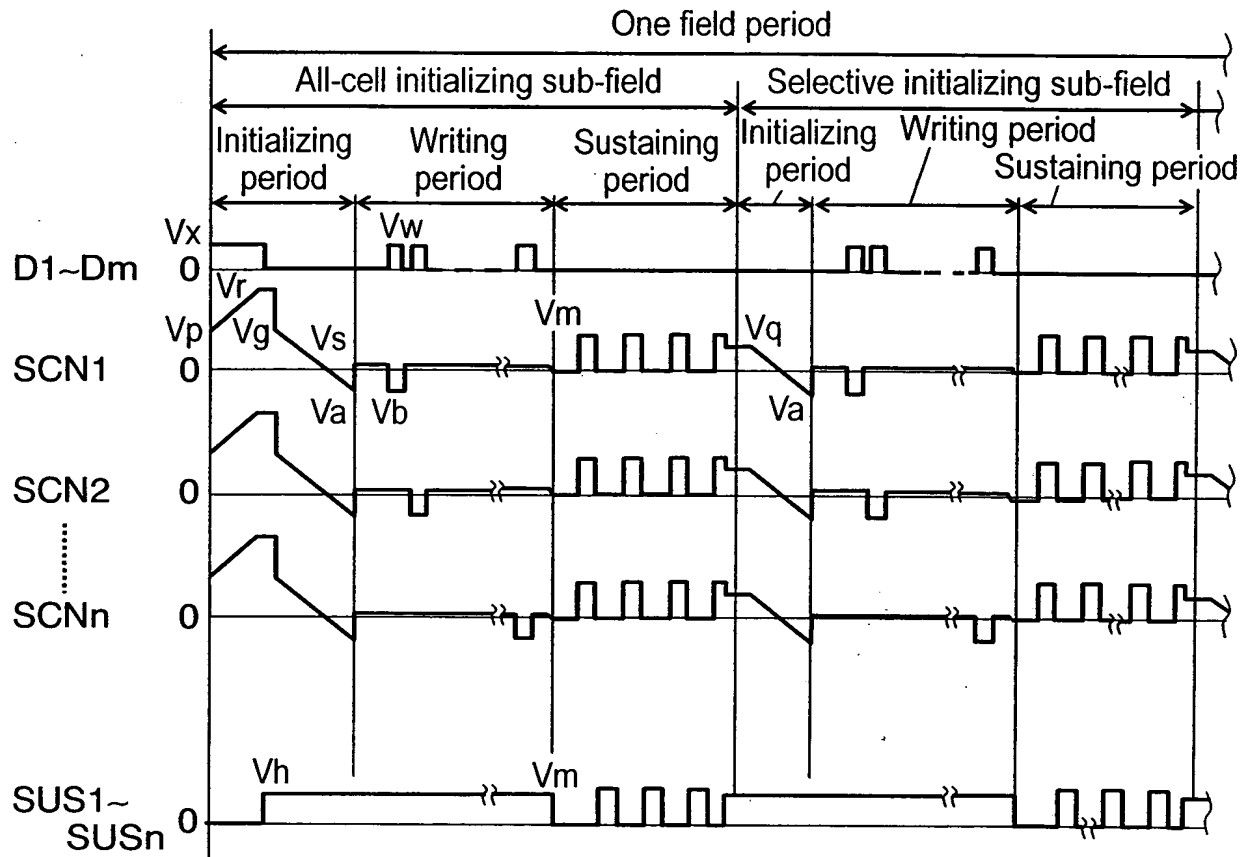 One field period
All-cell initializing sub-field
Selective initializing sub-field
Initializing period
Writing period
Sustaining period
Initializing period
Writing period
Sustaining period
Vx
Vw
D1~Dm 0
Vr
Vp Vg Vs Vm Vq
SCN1 0
Va Vb Va
SCN2 0
SCNn 0
Vh Vm
SUS1~ 0
SUSn